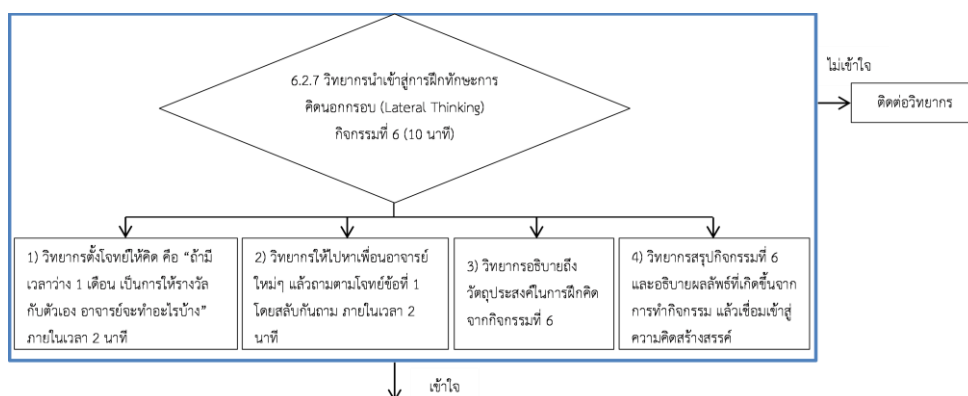 6.2.7 วิทยากรนำเข้าสู่การฝึกทักษะการ
คิดนอกกรอบ (Lateral Thinking)
กิจกรรมที่ 6 (10 นาที)
ไม่เข้าใจ
ติดต่อวิทยากร
1) วิทยากรตั้งโจทย์ให้คิด คือ “ถ้ามี
เวลาว่าง 1 เดือน เป็นการให้รางวัล
กับตัวเอง อาจารย์จะทำอะไรบ้าง”
ภายในเวลา 2 นาที
2) วิทยากรให้ไปหาเพื่อนอาจารย์
ใหม่ๆ แล้วถามตามโจทย์ข้อที่ 1
โดยสลับกันถาม ภายในเวลา 2
นาที
3) วิทยากรอธิบายถึง
วัตถุประสงค์ในการฝึกคิด
จากกิจกรรมที่ 6
4) วิทยากรสรุปกิจกรรมที่ 6
และอธิบายผลลัพธ์ที่เกิดขึ้นจาก
การทำกิจกรรม แล้วเชื่อมเข้าสู่
ความคิดสร้างสรรค์
เข้าใจ